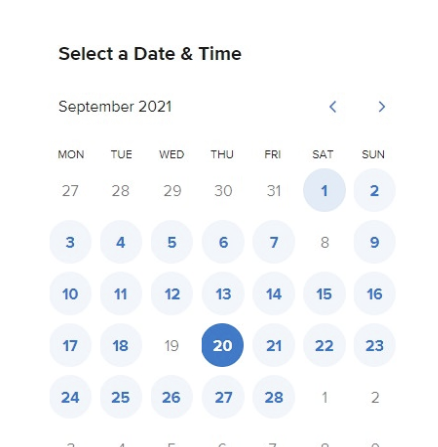 Select a Date & Time
September 2021
MON TUE WED THU FRI SAT SUN
27 28 29 30 31 1 2
3 4 5 6 7 8 9
10 11 12 13 14 15 16
17 18 19 20 21 22 23
24 25 26 27 28 1 2